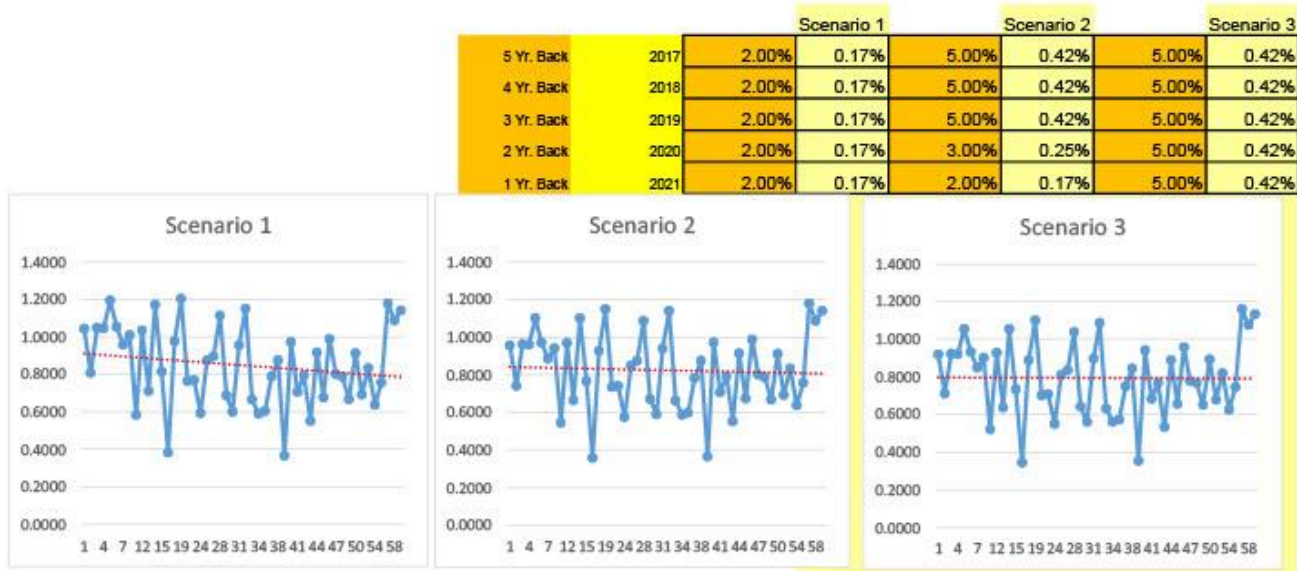 Scenario 1 Scenario 2 Scenario 3
5 Yr. Back 2017 2.00% 0.17% 5.00% 0.42% 5.00% 0.42%
4 Yr. Back 2018 2.00% 0.17% 5.00% 0.42% 5.00% 0.42%
3 Yr. Back 2019 2.00% 0.17% 5.00% 0.42% 5.00% 0.42%
2 Yr. Back 2020 2.00% 0.17% 3.00% 0.25% 5.00% 0.42%
1 Yr. Back 2021 2.00% 0.17% 2.00% 0.17% 5.00% 0.42%
Scenario 1
1.4000
1.2000
1.0000
0.8000
0.6000
0.4000
0.2000
0.0000
1 4 7 12 15 19 24 28 31 34 38 41 44 47 50 54 58
Scenario 2
1.4000
1.2000
1.0000
0.8000
0.6000
0.4000
0.2000
0.0000
1 4 7 12 15 19 24 28 31 34 38 41 44 47 50 54 58
Scenario 3
1.4000
1.2000
1.0000
0.8000
0.6000
0.4000
0.2000
0.0000
1 4 7 12 15 19 24 28 31 34 38 41 44 47 50 54 58